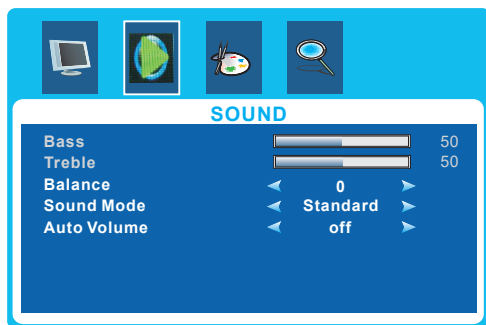 SOUND
Bass 50
Treble 50
Balance 0
Sound Mode Standard
Auto Volume off